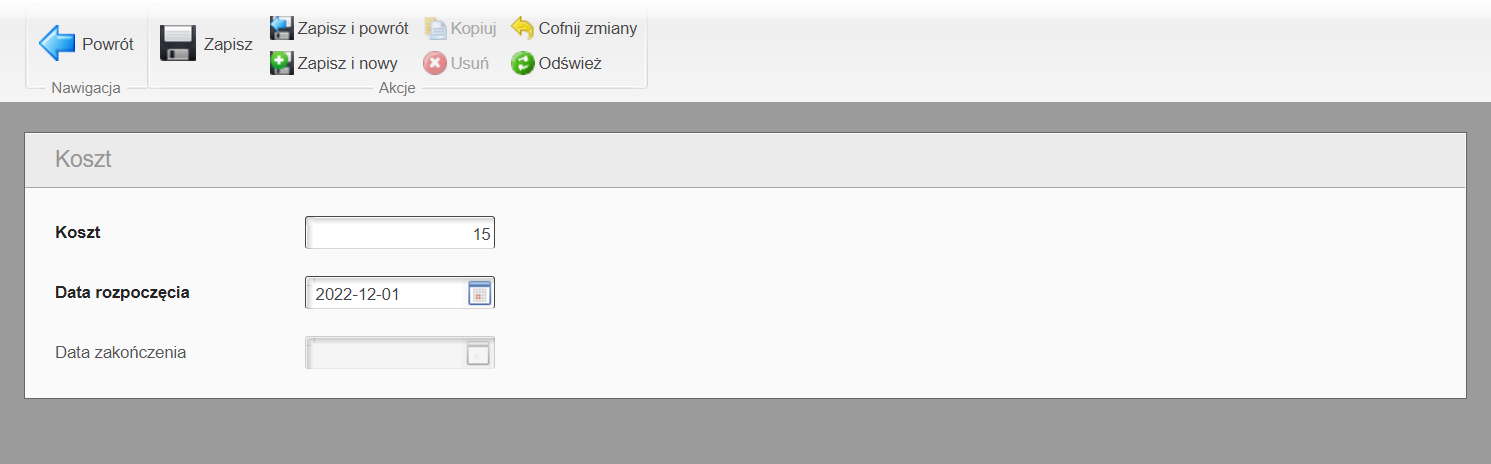 Powrót
Zapisz
Zapisz i powrót
Kopiuj
Cofnij zmiany
Zapisz i nowy
Usuń
Odśwież
Nawigacja
Akcje
Koszt
Koszt 15
Data rozpoczęcia 2022-12-01
Data zakończenia